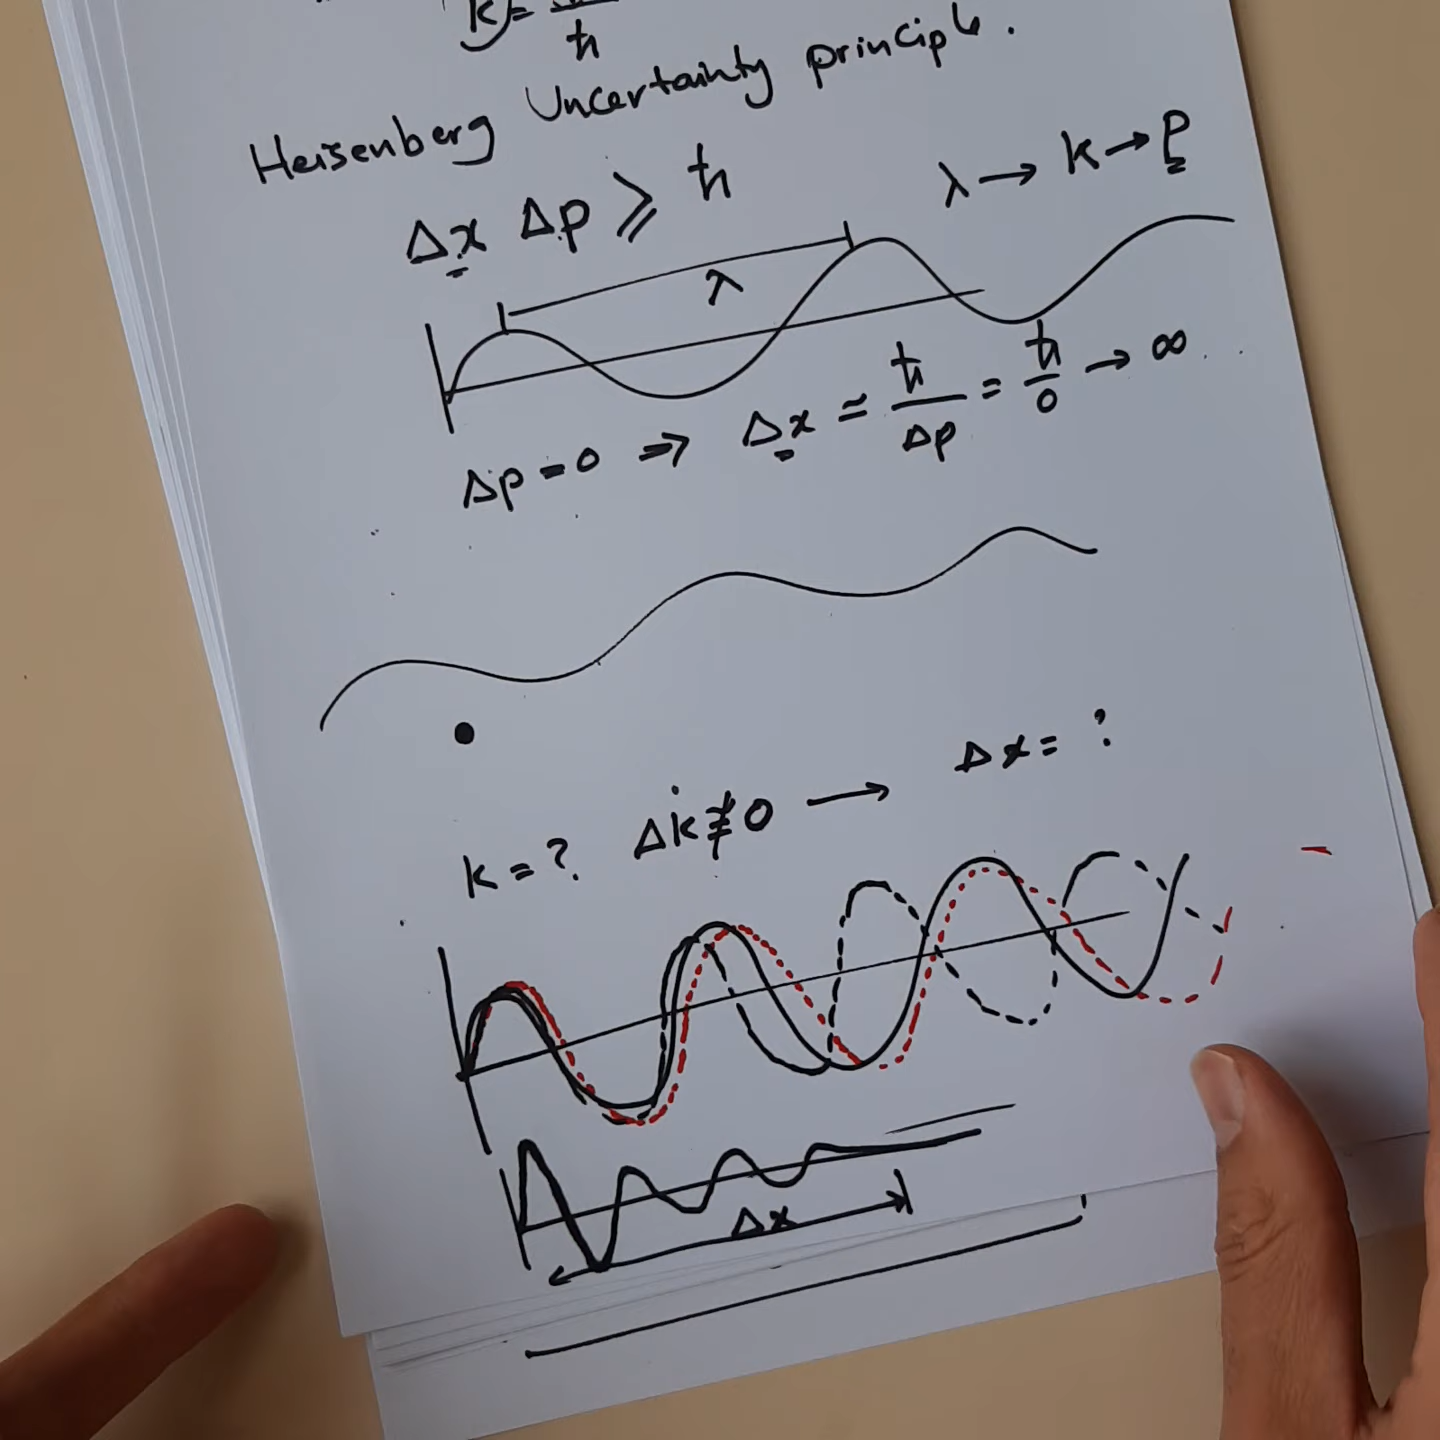 k = ħ
Heisenberg Uncertainty principle.
Δx Δp ⩾ ħ
λ → k → P
λ
Δp = 0 ⇒ Δx ≃ ħ/Δp = ħ/0 → ∞ ...
k = ? Δk ≠ 0 → Δx = ?
Δx